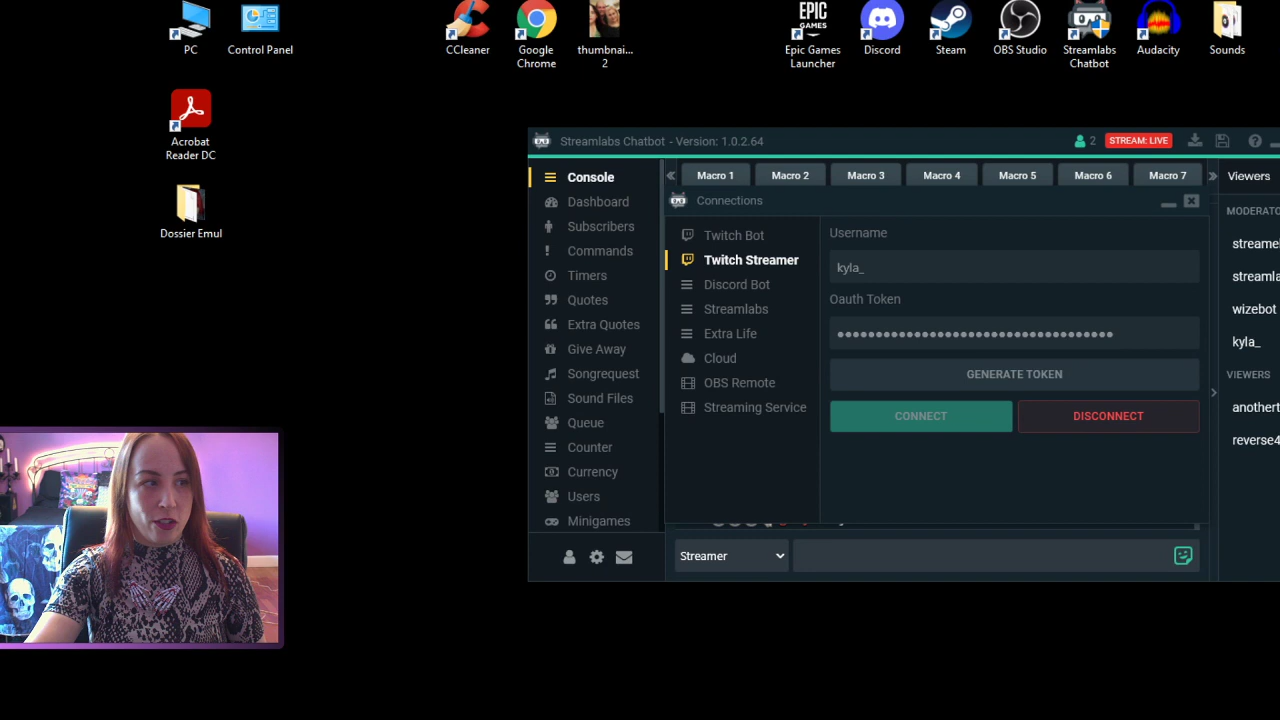 PC
Control Panel
CCleaner
Google
Chrome
thumbnai...
2
Epic Games
Launcher
Discord
Steam
OBS Studio
Streamlabs
Chatbot
Audacity
Sounds
EPIC
GAMES
Acrobat
Reader DC
Dossier Emul
Streamlabs Chatbot - Version: 1.0.2.64
2
STREAM: LIVE
Console
Dashboard
Subscribers
Commands
Timers
Quotes
Extra Quotes
Give Away
Songrequest
Sound Files
Queue
Counter
Currency
Users
Minigames
Macro 1
Macro 2
Macro 3
Macro 4
Macro 5
Macro 6
Macro 7
Connections
Twitch Bot
Twitch Streamer
Discord Bot
Streamlabs
Extra Life
Cloud
OBS Remote
Streaming Service
Username
kyla_
Oauth Token
GENERATE TOKEN
CONNECT
DISCONNECT
Streamer
Viewers
MODERATO
streame
streamla
wizebot
kyla_
VIEWERS
anothert
reverse4